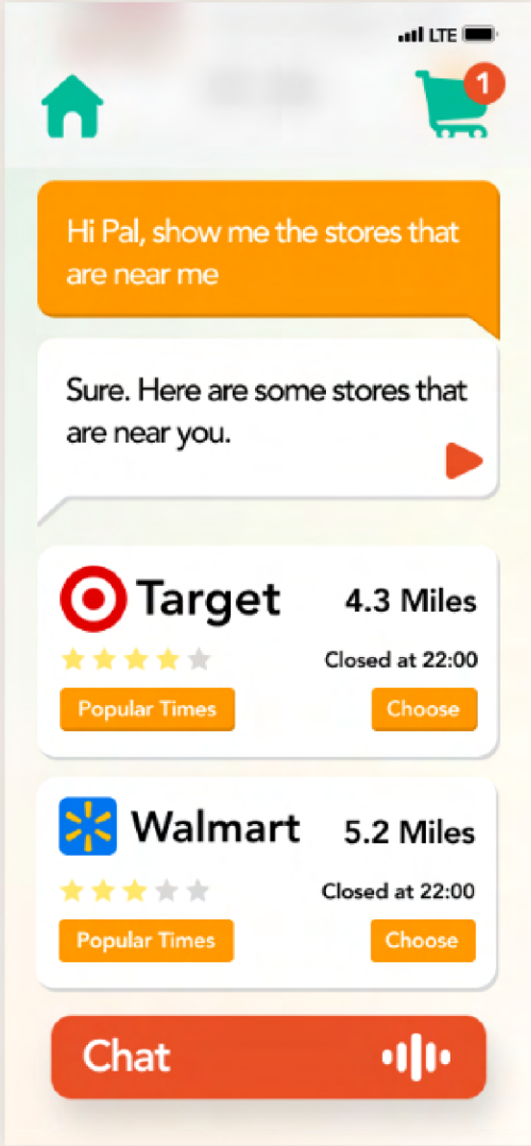 LTE
1
Hi Pal, show me the stores that
are near me
Sure. Here are some stores that
are near you.
Target 4.3 Miles
Closed at 22:00
Popular Times Choose
Walmart 5.2 Miles
Closed at 22:00
Popular Times Choose
Chat